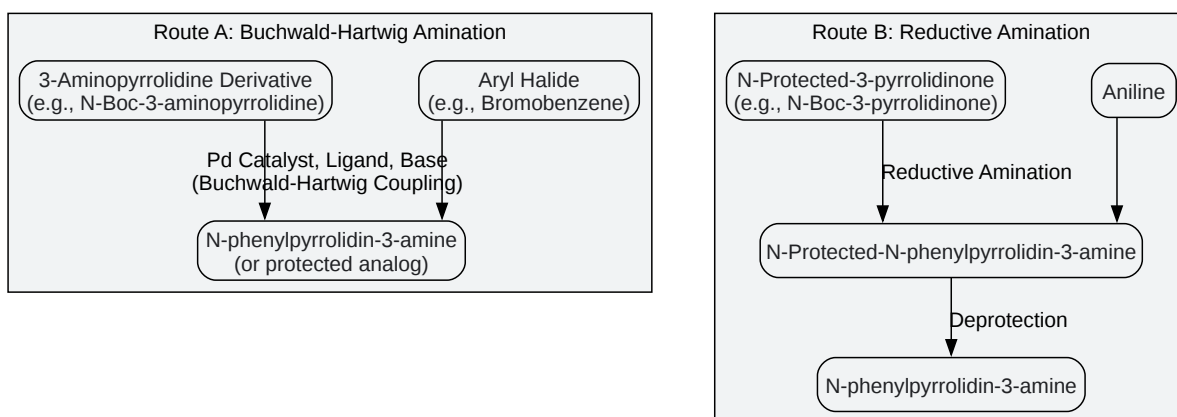 Route A: Buchwald-Hartwig Amination
3-Aminopyrrolidine Derivative
(e.g., N-Boc-3-aminopyrrolidine)
Aryl Halide
(e.g., Bromobenzene)
Pd Catalyst, Ligand, Base
(Buchwald-Hartwig Coupling)
N-phenylpyrrolidin-3-amine
(or protected analog)
Route B: Reductive Amination
N-Protected-3-pyrrolidinone
(e.g., N-Boc-3-pyrrolidinone)
Aniline
Reductive Amination
N-Protected-N-phenylpyrrolidin-3-amine
Deprotection
N-phenylpyrrolidin-3-amine